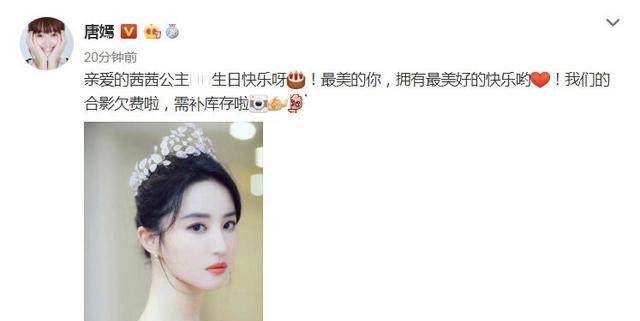 唐嫣
20分钟前
亲爱的茜茜公主□□生日快乐呀！最美的你，拥有最美好的快乐哟！我们的
合影欠费啦，需补库存啦